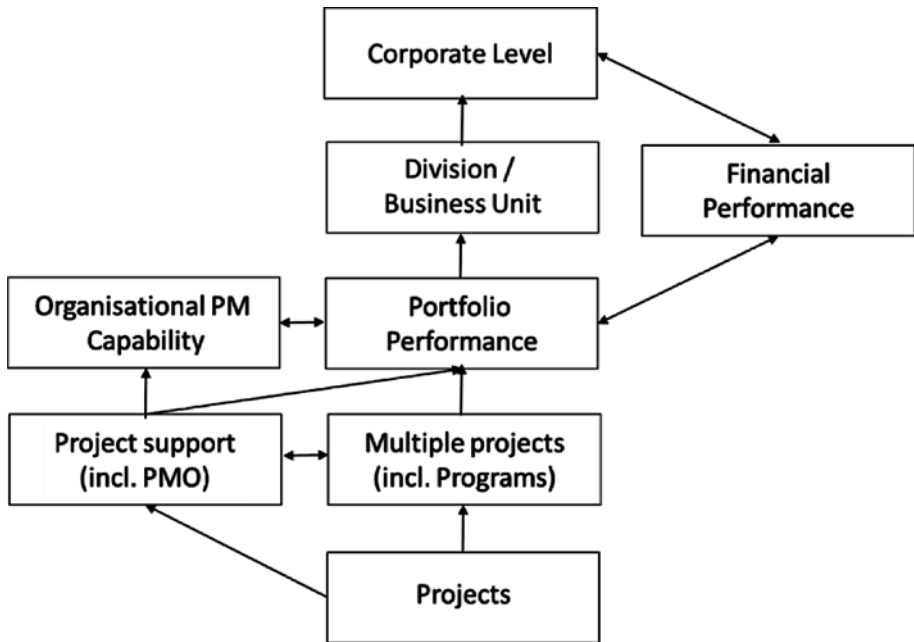 Corporate Level
Division /
Business Unit
Financial
Performance
Organisational PM
Capability
Portfolio
Performance
Project support
(incl. PMO)
Multiple projects
(incl. Programs)
Projects